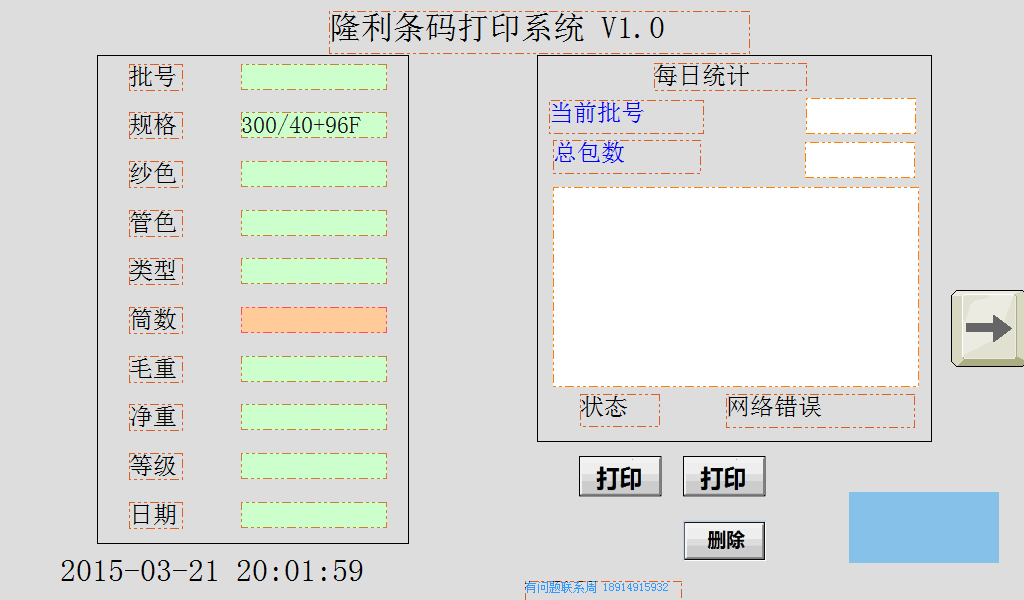 隆利条码打印系统 V1.0
批号
规格 300/40+96F
纱色
管色
类型
筒数
毛重
净重
等级
日期
2015-03-21 20:01:59
每日统计
当前批号
总包数
状态 网络错误
打印 打印
删除
有问题联系周 18914915932